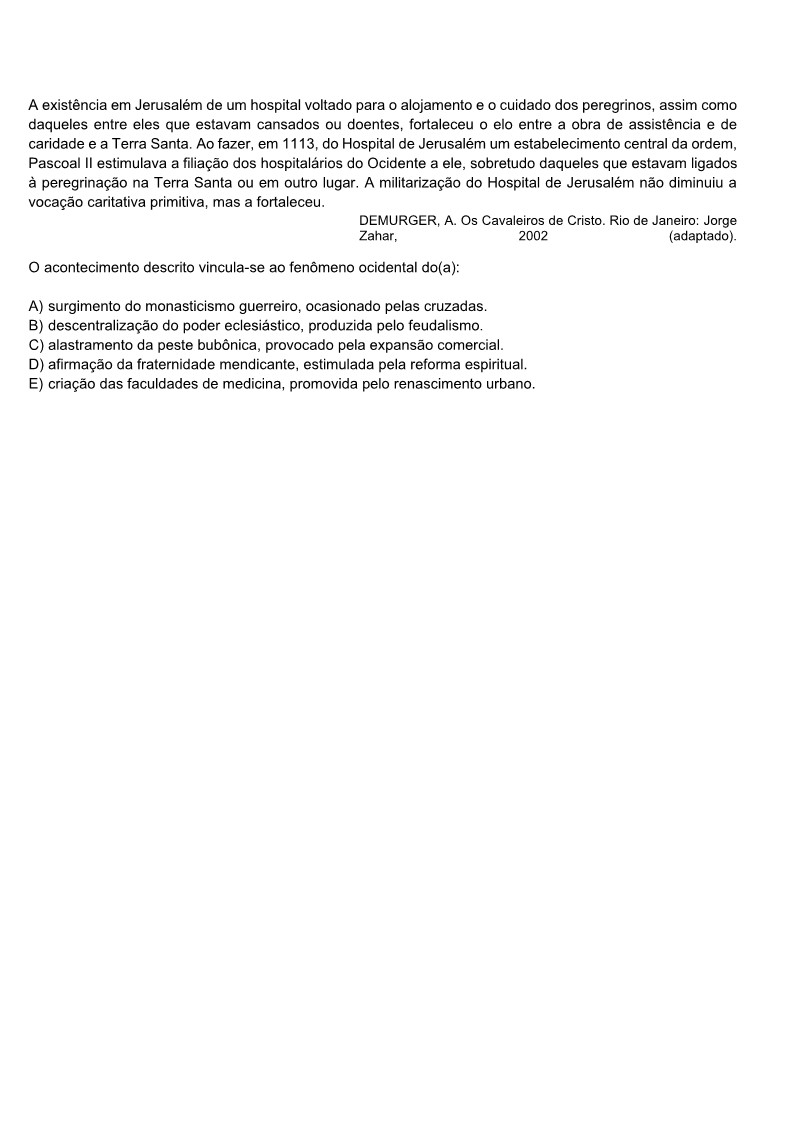 A existência em Jerusalém de um hospital voltado para o alojamento e o cuidado dos peregrinos, assim como
daqueles entre eles que estavam cansados ou doentes, fortaleceu o elo entre a obra de assistência e de
caridade e a Terra Santa. Ao fazer, em 1113, do Hospital de Jerusalém um estabelecimento central da ordem,
Pascoal II estimulava a filiação dos hospitalários do Ocidente a ele, sobretudo daqueles que estavam ligados
à peregrinação na Terra Santa ou em outro lugar. A militarização do Hospital de Jerusalém não diminuiu a
vocação caritativa primitiva, mas a fortaleceu.
DEMURGER, A. Os Cavaleiros de Cristo. Rio de Janeiro: Jorge
Zahar, 2002 (adaptado).
O acontecimento descrito vincula-se ao fenômeno ocidental do(a):
A) surgimento do monasticismo guerreiro, ocasionado pelas cruzadas.
B) descentralização do poder eclesiástico, produzida pelo feudalismo.
C) alastramento da peste bubônica, provocado pela expansão comercial.
D) afirmação da fraternidade mendicante, estimulada pela reforma espiritual.
E) criação das faculdades de medicina, promovida pelo renascimento urbano.